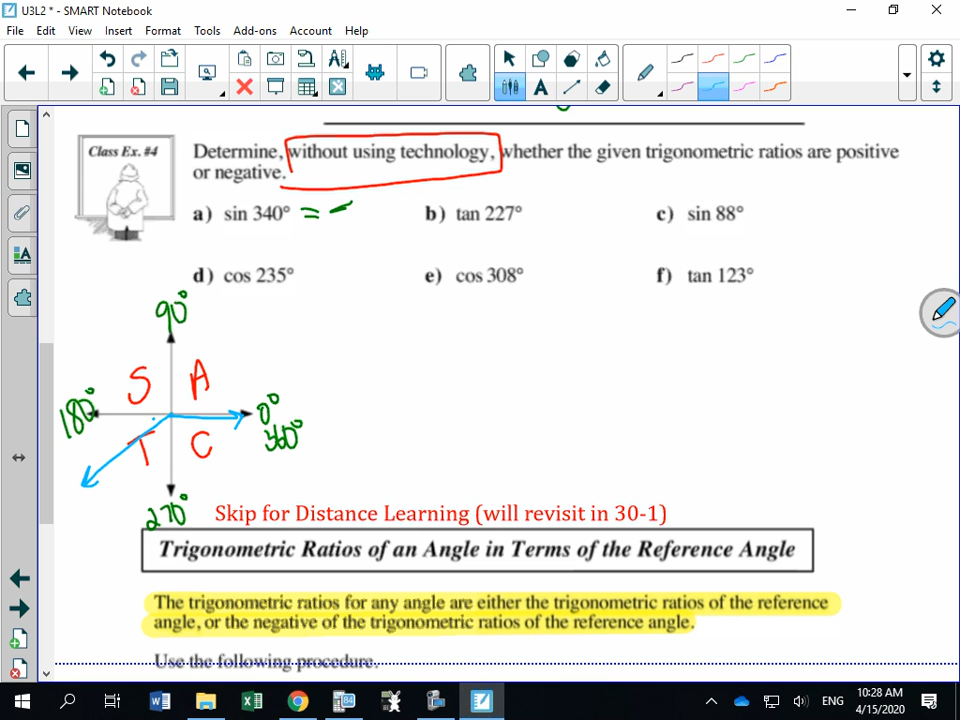 U3L2 * - SMART Notebook
File Edit View Insert Format Tools Add-ons Account Help
Class Ex. #4
Determine, without using technology, whether the given trigonometric ratios are positive
or negative.
a) sin 340° = -
b) tan 227°
c) sin 88°
d) cos 235°
e) cos 308°
f) tan 123°
90°
S A
180°
0°
360°
T C
270°
Skip for Distance Learning (will revisit in 30-1)
Trigonometric Ratios of an Angle in Terms of the Reference Angle
The trigonometric ratios for any angle are either the trigonometric ratios of the reference
angle, or the negative of the trigonometric ratios of the reference angle.
Use the following procedure.
ENG
10:28 AM
4/15/2020